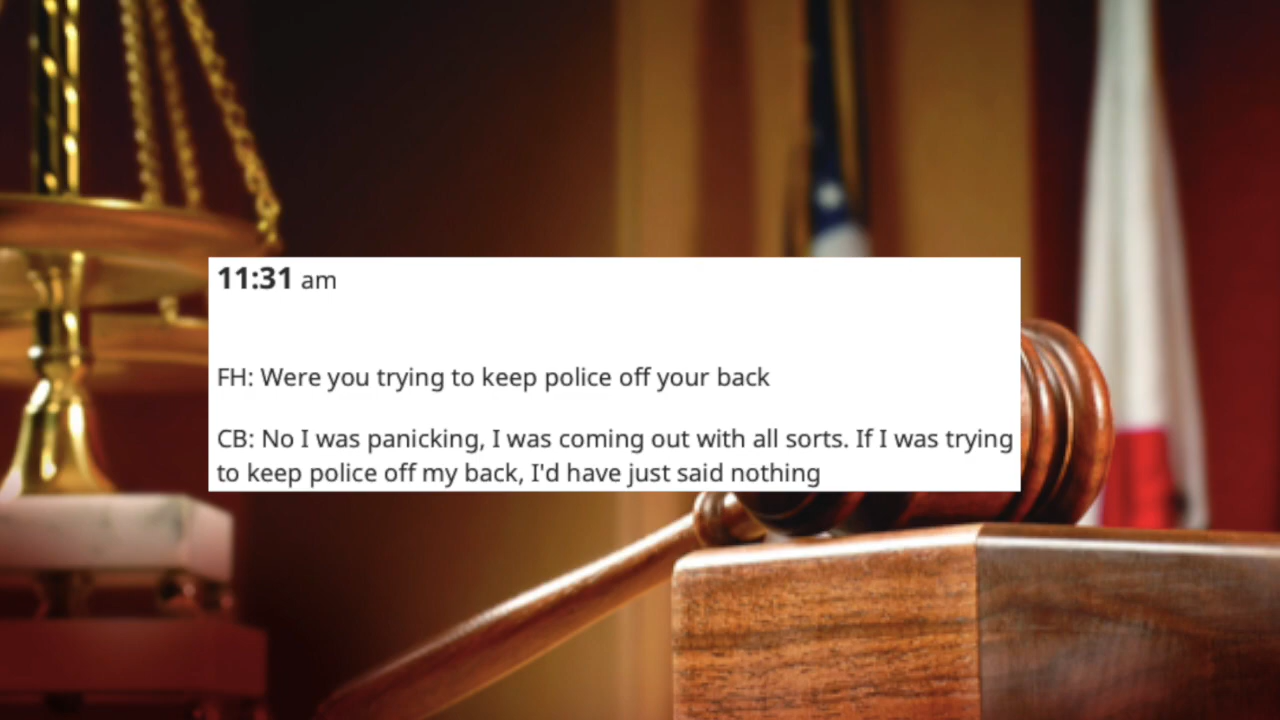 11:31 am
FH: Were you trying to keep police off your back
CB: No I was panicking, I was coming out with all sorts. If I was trying
to keep police off my back, I'd have just said nothing